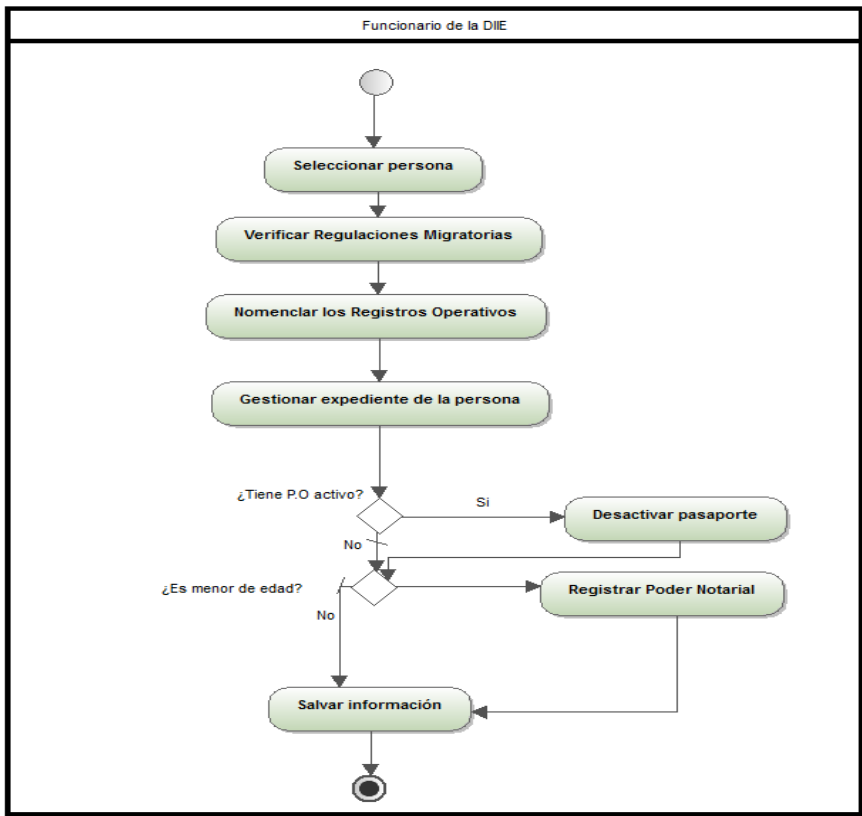 Funcionario de la DIIE
Seleccionar persona
Verificar Regulaciones Migratorias
Nomenclar los Registros Operativos
Gestionar expediente de la persona
¿Tiene P.O activo?
Si
Desactivar pasaporte
No
¿Es menor de edad?
Registrar Poder Notarial
No
Salvar información